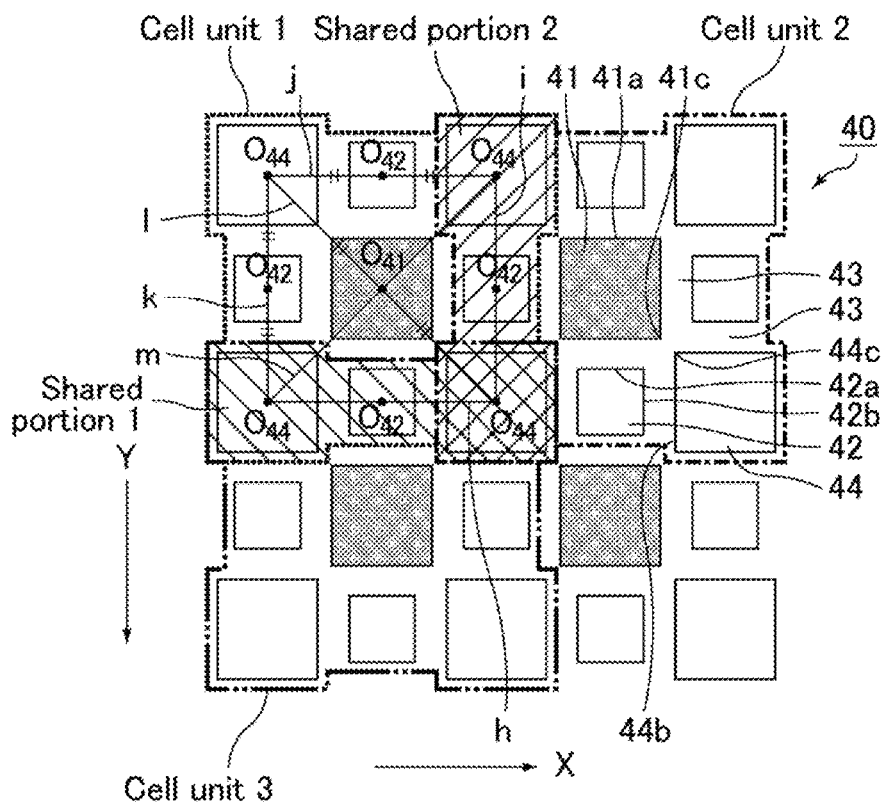 Cell unit 1 Shared portion 2 Cell unit 2
j i 41 41a 41c
40
O44 O42 O44
l
O42 O41 O42 43
k 43
m 44c
Shared portion 1 42a
O44 O42 O44 42b
42
Y 44
h 44b
X
Cell unit 3